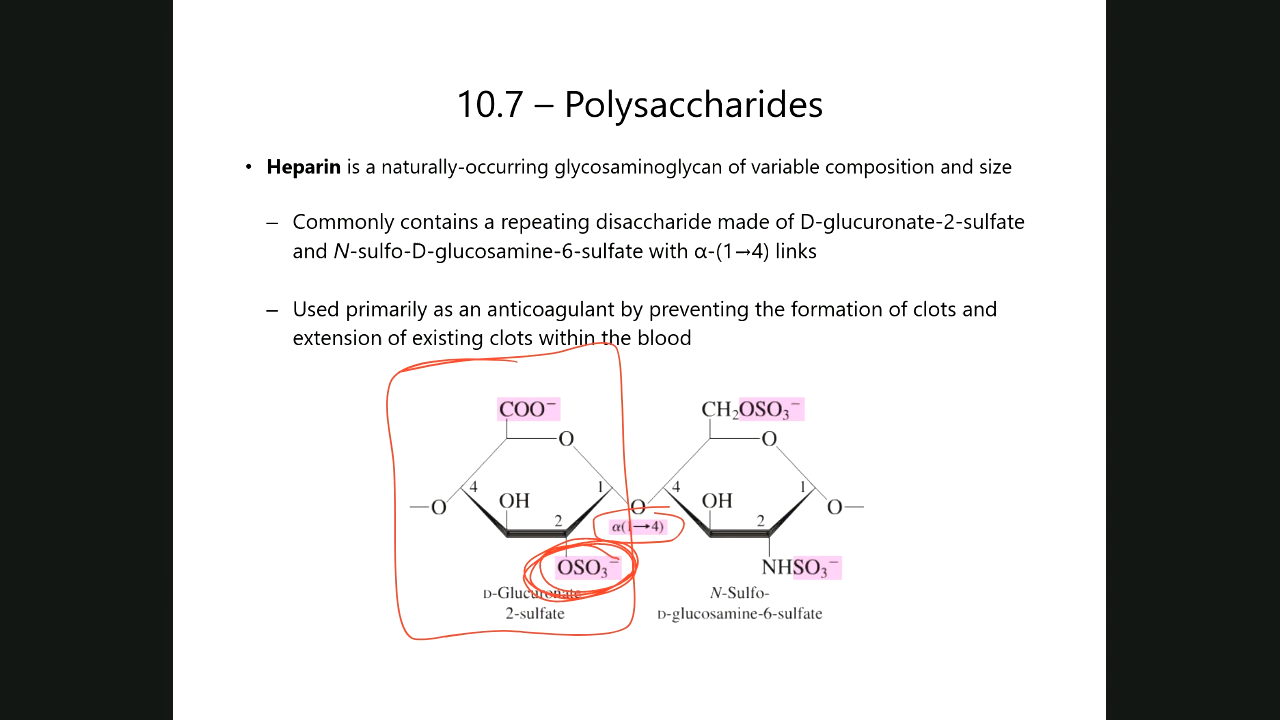 10.7 – Polysaccharides
• Heparin is a naturally-occurring glycosaminoglycan of variable composition and size
– Commonly contains a repeating disaccharide made of D-glucuronate-2-sulfate
and N-sulfo-D-glucosamine-6-sulfate with α-(1→4) links
– Used primarily as an anticoagulant by preventing the formation of clots and
extension of existing clots within the blood
COO⁻ CH₂OSO₃⁻
O O
4 1 4 1
O OH O OH O
2 2
α(1→4)
OSO₃⁻ NHSO₃⁻
D-Glucuronate N-Sulfo-
2-sulfate D-glucosamine-6-sulfate